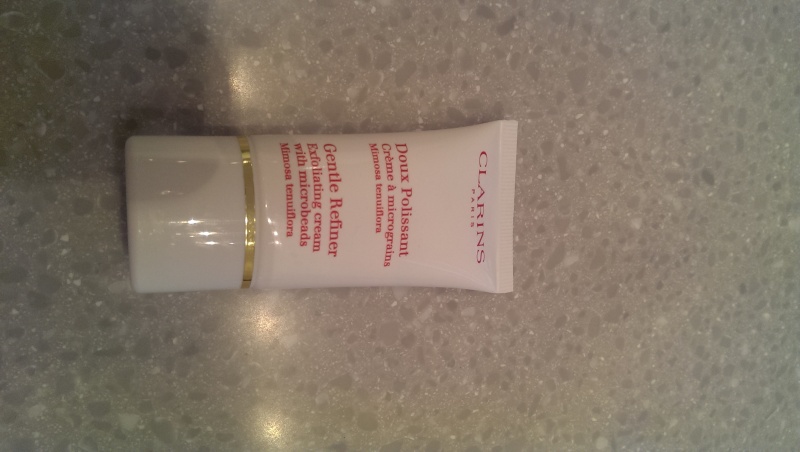 CLARINS
PARIS
Doux Polissant
Crème à micrograins
Mimosa tenuiflora
Gentle Refiner
Exfoliating cream
with microbeads
Mimosa tenuiflora